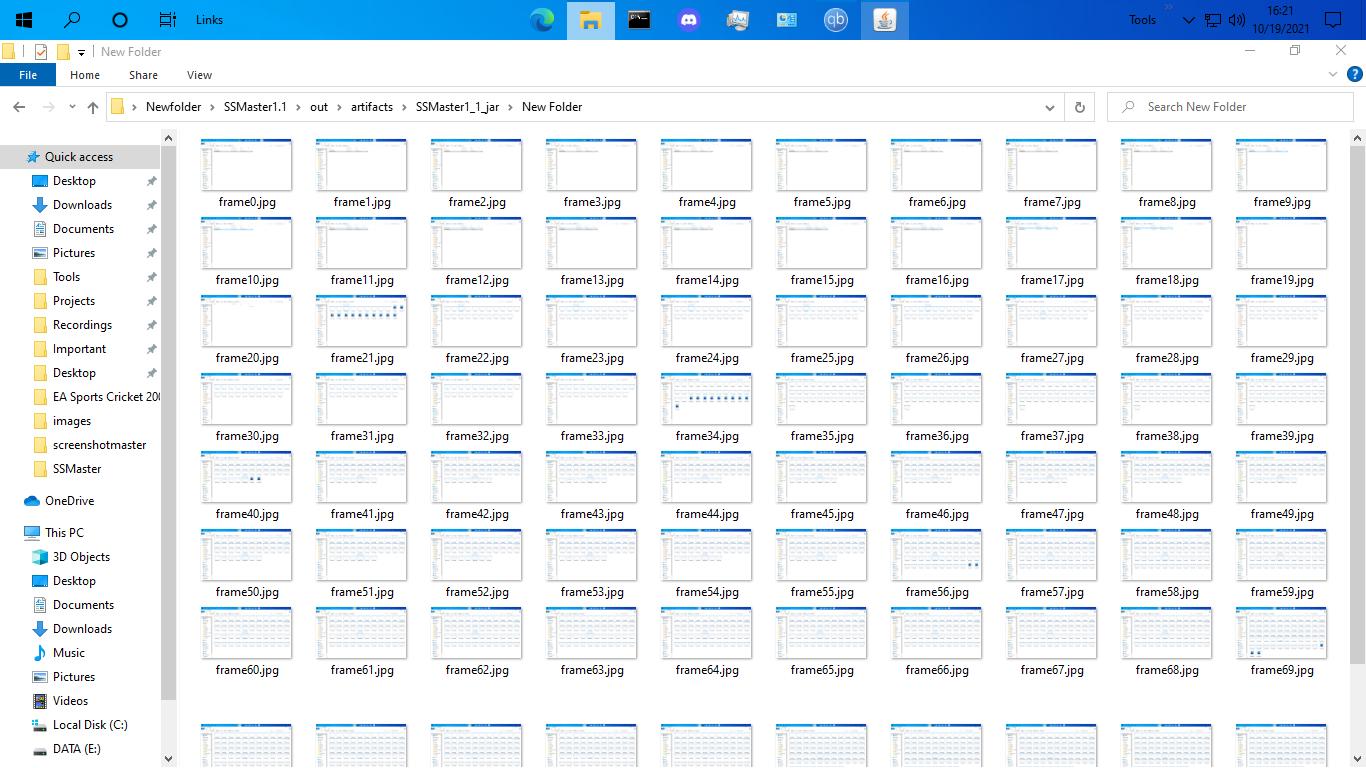 Links
Tools
16:21
10/19/2021
New Folder
File Home Share View
Newfolder SSMaster1.1 out artifacts SSMaster1_1_jar New Folder
Search New Folder
Quick access
Desktop
Downloads
Documents
Pictures
Tools
Projects
Recordings
Important
Desktop
EA Sports Cricket 200
images
screenshotmaster
SSMaster
OneDrive
This PC
3D Objects
Desktop
Documents
Downloads
Music
Pictures
Videos
Local Disk (C:)
DATA (E:)
frame0.jpg frame1.jpg frame2.jpg frame3.jpg frame4.jpg frame5.jpg frame6.jpg frame7.jpg frame8.jpg frame9.jpg
frame10.jpg frame11.jpg frame12.jpg frame13.jpg frame14.jpg frame15.jpg frame16.jpg frame17.jpg frame18.jpg frame19.jpg
frame20.jpg frame21.jpg frame22.jpg frame23.jpg frame24.jpg frame25.jpg frame26.jpg frame27.jpg frame28.jpg frame29.jpg
frame30.jpg frame31.jpg frame32.jpg frame33.jpg frame34.jpg frame35.jpg frame36.jpg frame37.jpg frame38.jpg frame39.jpg
frame40.jpg frame41.jpg frame42.jpg frame43.jpg frame44.jpg frame45.jpg frame46.jpg frame47.jpg frame48.jpg frame49.jpg
frame50.jpg frame51.jpg frame52.jpg frame53.jpg frame54.jpg frame55.jpg frame56.jpg frame57.jpg frame58.jpg frame59.jpg
frame60.jpg frame61.jpg frame62.jpg frame63.jpg frame64.jpg frame65.jpg frame66.jpg frame67.jpg frame68.jpg frame69.jpg